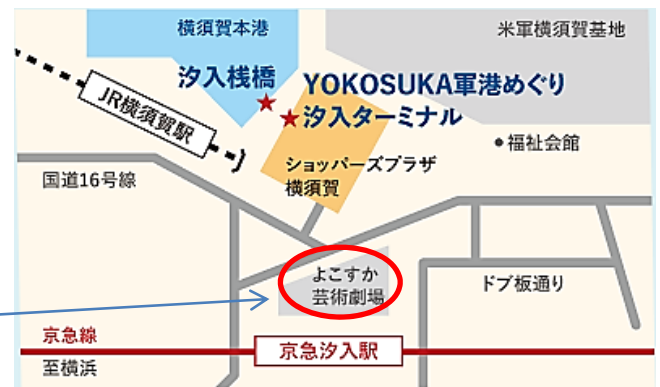 横須賀本港
米軍横須賀基地
汐入桟橋
YOKOSUKA軍港めぐり
汐入ターミナル
JR横須賀駅
福祉会館
ショッパーズプラザ
横須賀
国道16号線
よこすか
芸術劇場
ドブ板通り
京急線
京急汐入駅
至横浜